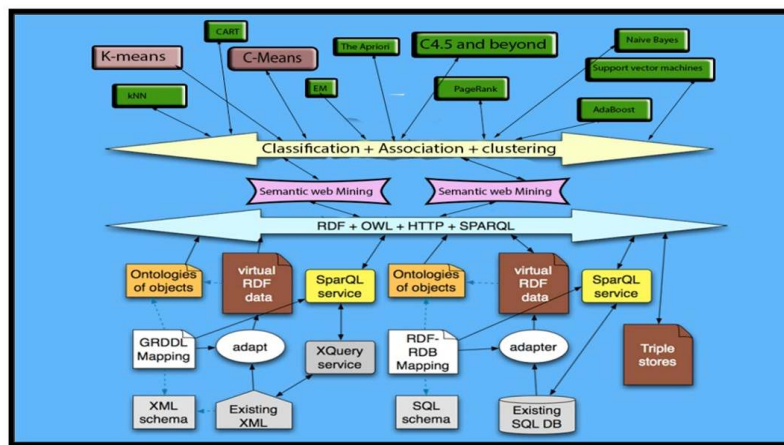 CART
K-means
C-Means
The Apriori
C4.5 and beyond
Naive Bayes
Support vector machines
kNN
EM
PageRank
AdaBoost
Classification + Association + clustering
Semantic web Mining
Semantic web Mining
RDF + OWL + HTTP + SPARQL
Ontologies
of objects
virtual
RDF
data
SparQL
service
Ontologies
of objects
virtual
RDF
data
SparQL
service
GRDDL
Mapping
adapt
XQuery
service
RDF-
RDB
Mapping
adapter
Triple
stores
XML
schema
Existing
XML
SQL
schema
Existing
SQL DB